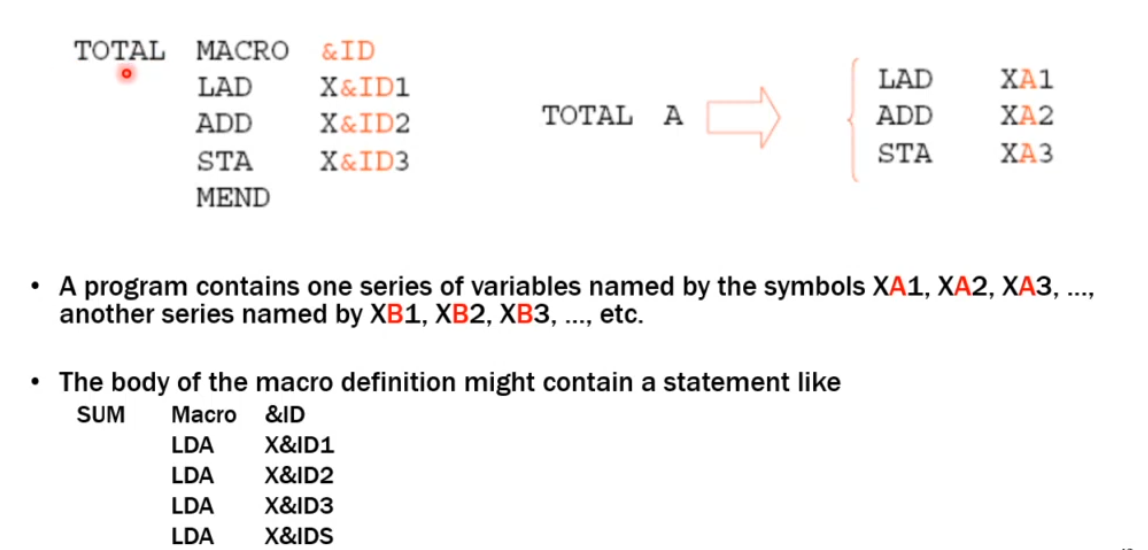 TOTAL MACRO &ID
LAD X&ID1
ADD X&ID2
STA X&ID3
MEND
TOTAL A
LAD XA1
ADD XA2
STA XA3
• A program contains one series of variables named by the symbols XA1, XA2, XA3, ...,
another series named by XB1, XB2, XB3, ..., etc.
• The body of the macro definition might contain a statement like
SUM Macro &ID
LDA X&ID1
LDA X&ID2
LDA X&ID3
LDA X&IDS